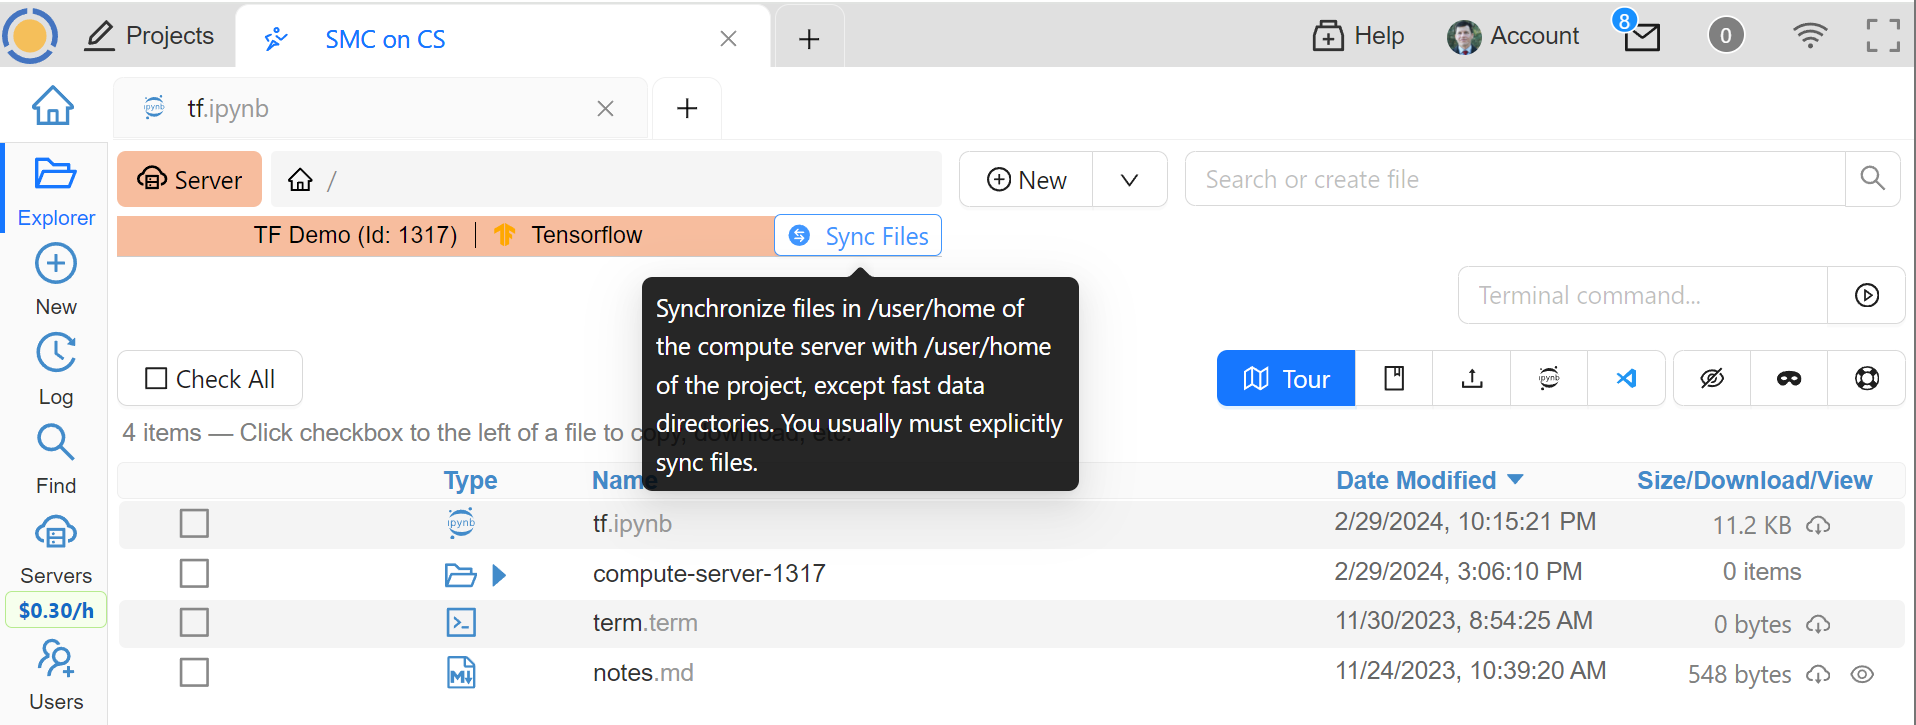 Projects
SMC on CS
Help
Account
8
0
ipynb
tf.ipynb
Server
/
New
Search or create file
Explorer
TF Demo (Id: 1317)
Tensorflow
Sync Files
New
Synchronize files in /user/home of
the compute server with /user/home
of the project, except fast data
directories. You usually must explicitly
sync files.
Terminal command...
Check All
Tour
ipynb
Log
4 items — Click checkbox to the left of a file to copy, download, etc.
Type
Name
Date Modified
Size/Download/View
Find
ipynb
tf.ipynb
2/29/2024, 10:15:21 PM
11.2 KB
compute-server-1317
2/29/2024, 3:06:10 PM
0 items
Servers
$0.30/h
term.term
11/30/2023, 8:54:25 AM
0 bytes
M
notes.md
11/24/2023, 10:39:20 AM
548 bytes
Users